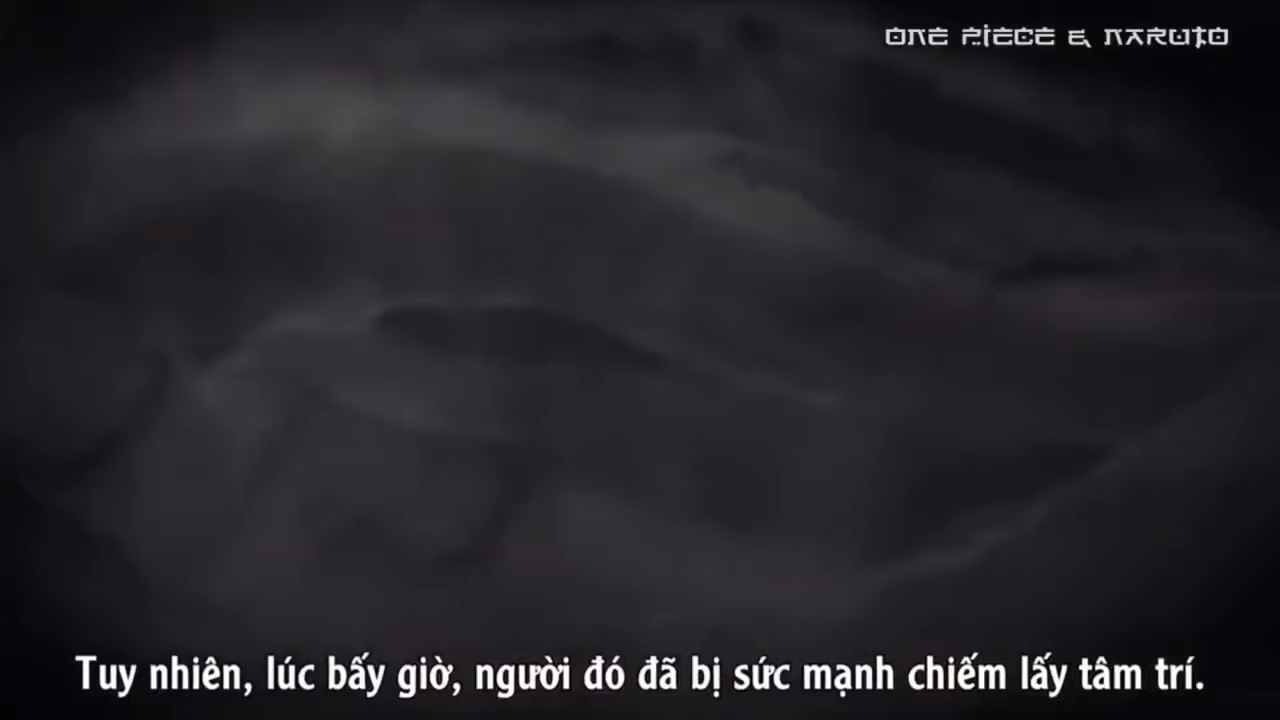 ONE PIECE & NARUTO
Tuy nhiên, lúc bấy giờ, người đó đã bị sức mạnh chiếm lấy tâm trí.